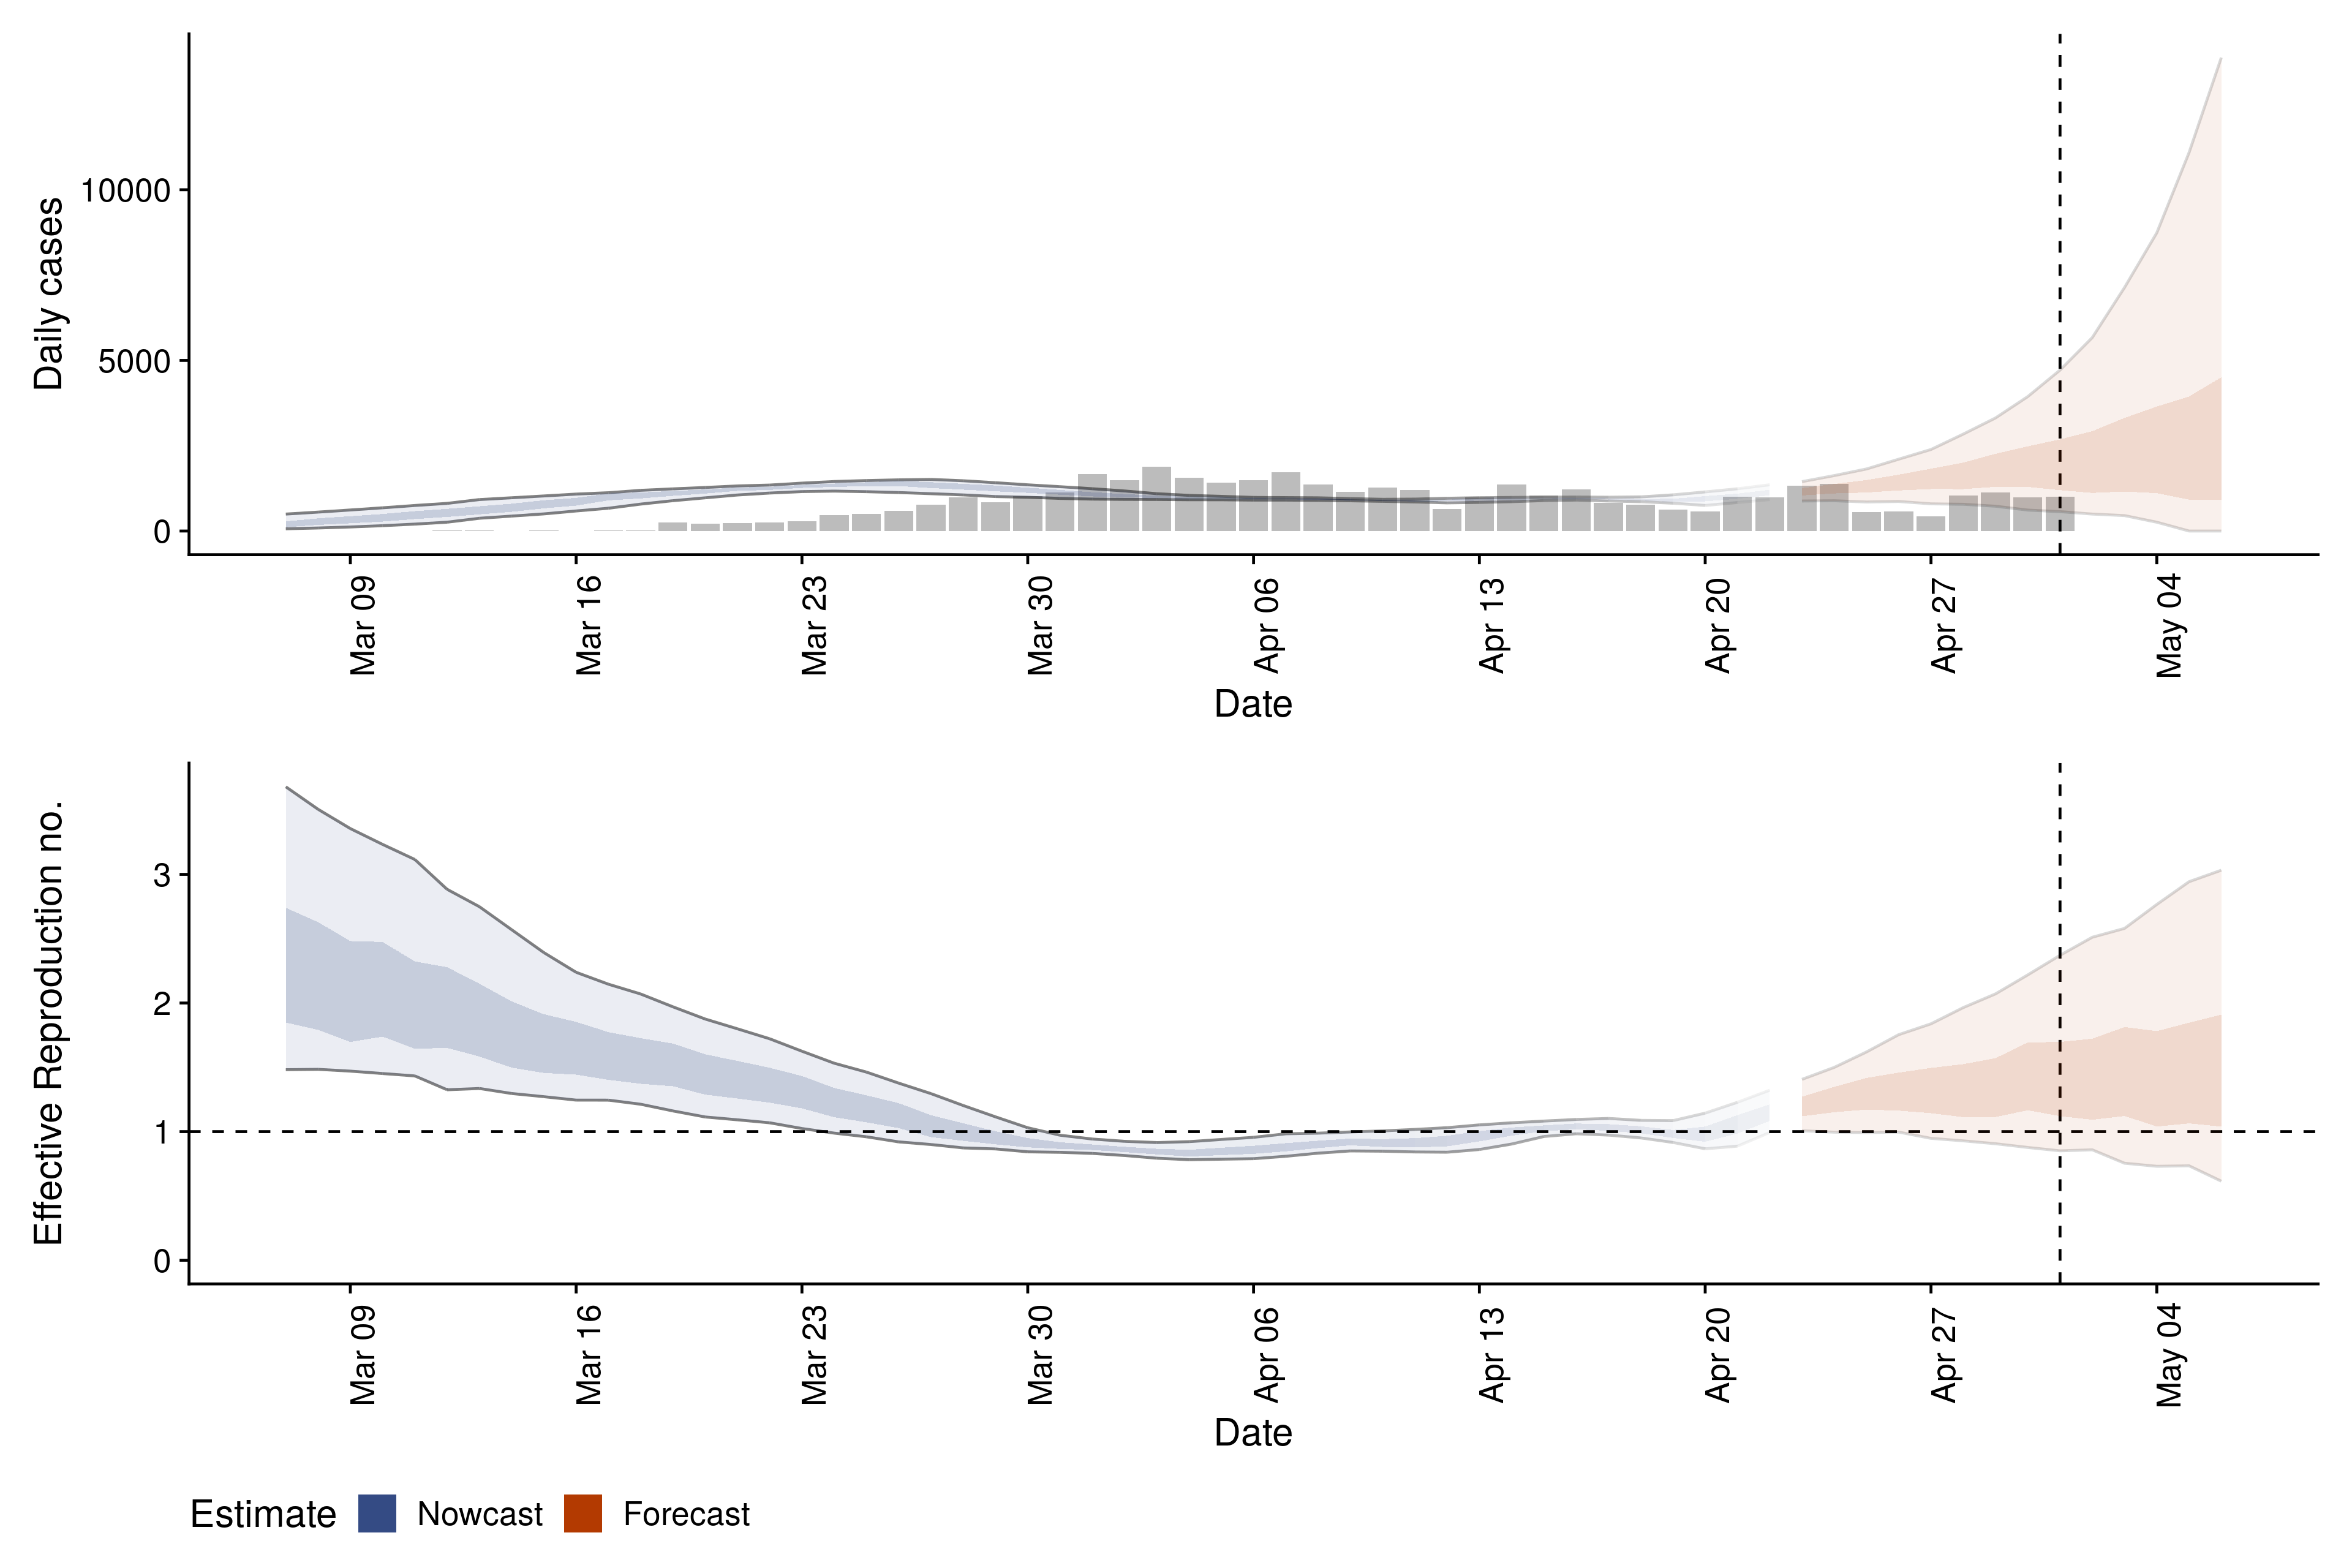 Daily cases
10000
5000
0
Mar 09
Mar 16
Mar 23
Mar 30
Apr 06
Apr 13
Apr 20
Apr 27
May 04
Date
Effective Reproduction no.
3
2
1
0
Mar 09
Mar 16
Mar 23
Mar 30
Apr 06
Apr 13
Apr 20
Apr 27
May 04
Date
Estimate Nowcast Forecast